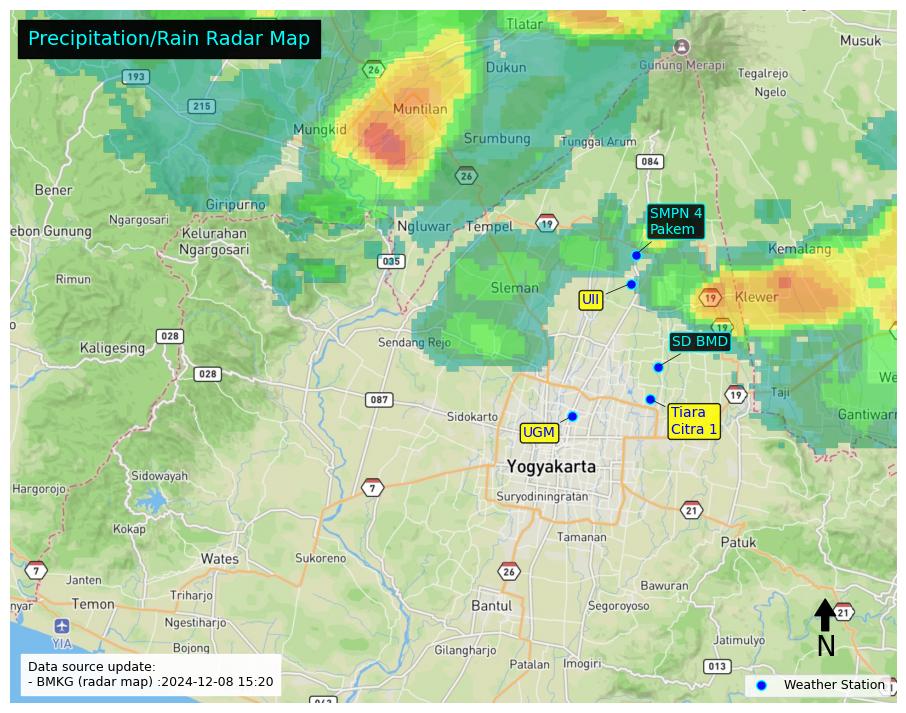 Precipitation/Rain Radar Map
Tlatar
Musuk
26
193
Dukun
Gunung Merapi
Tegalrejo
Ngelo
215
Muntilan
Mungkid
Srumbung
Tunggal Arum
084
26
Bener
Giripurno
SMPN 4
Pakem
Ngargosari
Ngluwar
Tempel
19
ebon Gunung
Kelurahan
Ngargosari
Kemalang
035
Rimun
Sleman
UII
19
Klewer
19
028
Sendang Rejo
SD BMD
Kaligesing
028
We
Taji
19
087
Tiara
Citra 1
Gantiwarn
Sidokarto
UGM
Yogyakarta
Sidowayah
Hargorojo
7
Suryodiningratan
21
Kokap
Tamanan
Patuk
Wates
Sukoreno
7
26
Janten
Bawuran
Triharjo
nyar
Temon
Bantul
Segoroyoso
21
Ngestiharjo
YIA
N
Jatimulyo
Bojong
Gilangharjo
Patalan
Imogiri
013
Data source update:
- BMKG (radar map) :2024-12-08 15:20
Weather Station